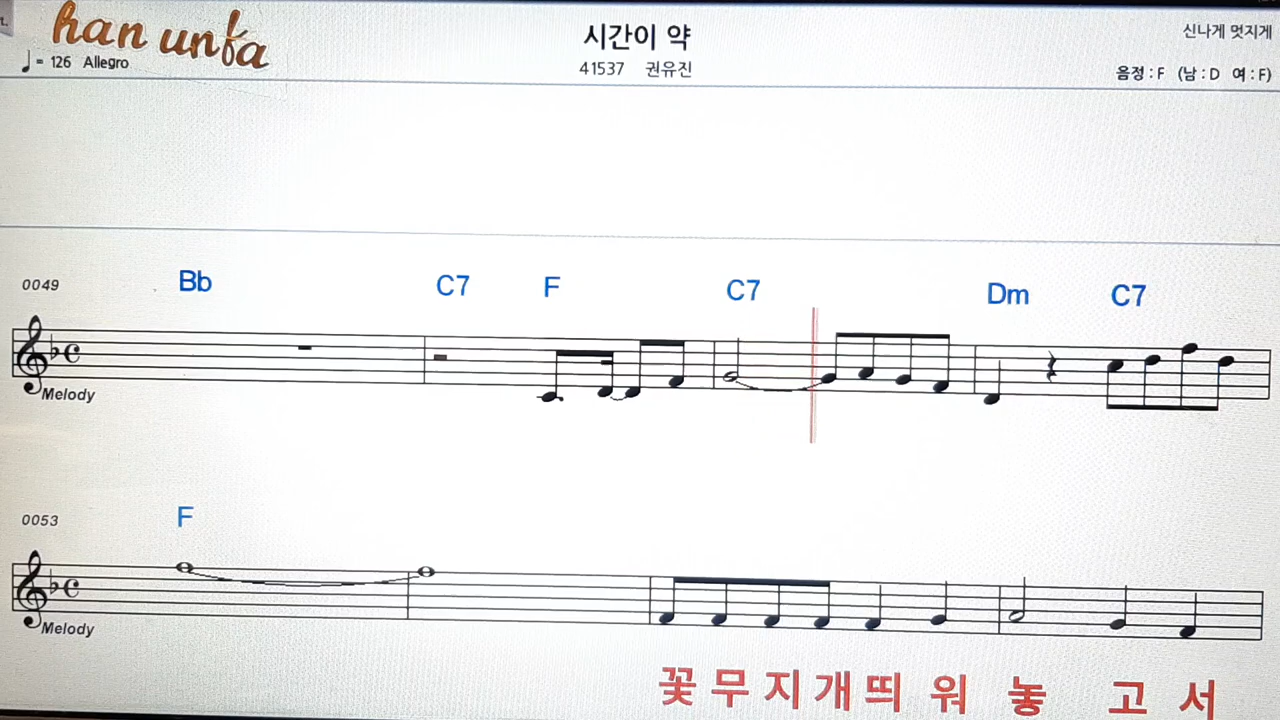 han unfa
시간이 약
신나게 멋지게
♩ = 126 Allegro
41537 권유진
음정 : F (남 : D 여 : F)
0049 Bb C7 F C7 Dm C7
Melody
0053 F
Melody
꽃 무 지 개 띄 워 놓 고 서